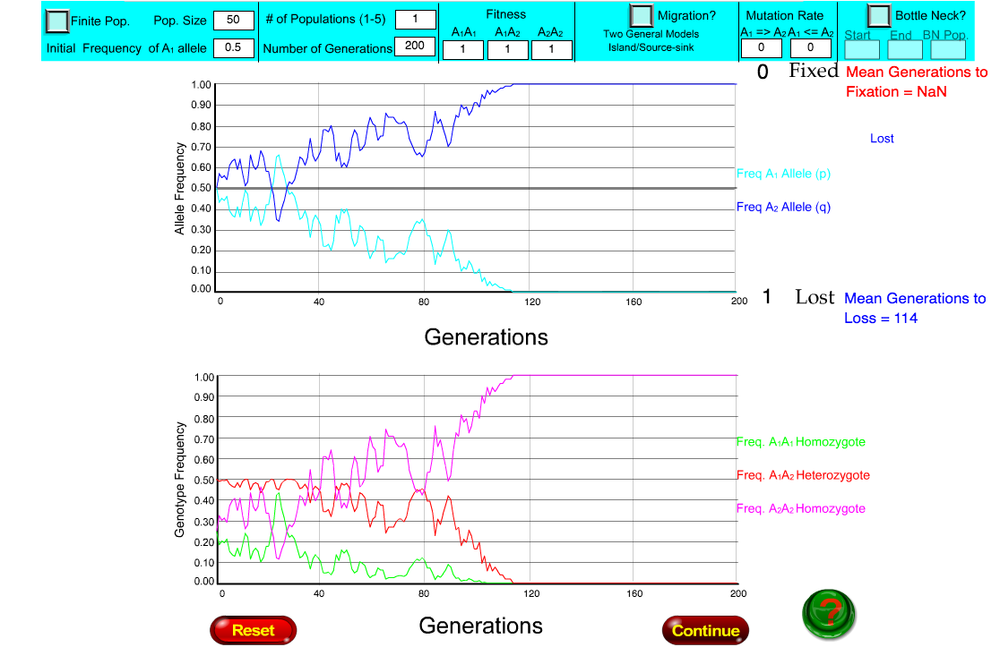 Finite Pop. Pop. Size 50
Initial Frequency of A₁ allele 0.5
# of Populations (1-5) 1
Number of Generations 200
Fitness
A₁A₁ A₁A₂ A₂A₂
1 1 1
Migration?
Two General Models
Island/Source-sink
Mutation Rate
A₁ => A₂ A₁ <= A₂
0 0
Bottle Neck?
Start End BN Pop.
0 Fixed Mean Generations to
Fixation = NaN
Lost
Freq A₁ Allele (p)
Freq A₂ Allele (q)
1 Lost Mean Generations to
Loss = 114
Allele Frequency
1.00
0.90
0.80
0.70
0.60
0.50
0.40
0.30
0.20
0.10
0.00
0 40 80 120 160 200
Generations
Genotype Frequency
1.00
0.90
0.80
0.70
0.60
0.50
0.40
0.30
0.20
0.10
0.00
0 40 80 120 160 200
Generations
Freq. A₁A₁ Homozygote
Freq. A₁A₂ Heterozygote
Freq. A₂A₂ Homozygote
Reset
Continue
?